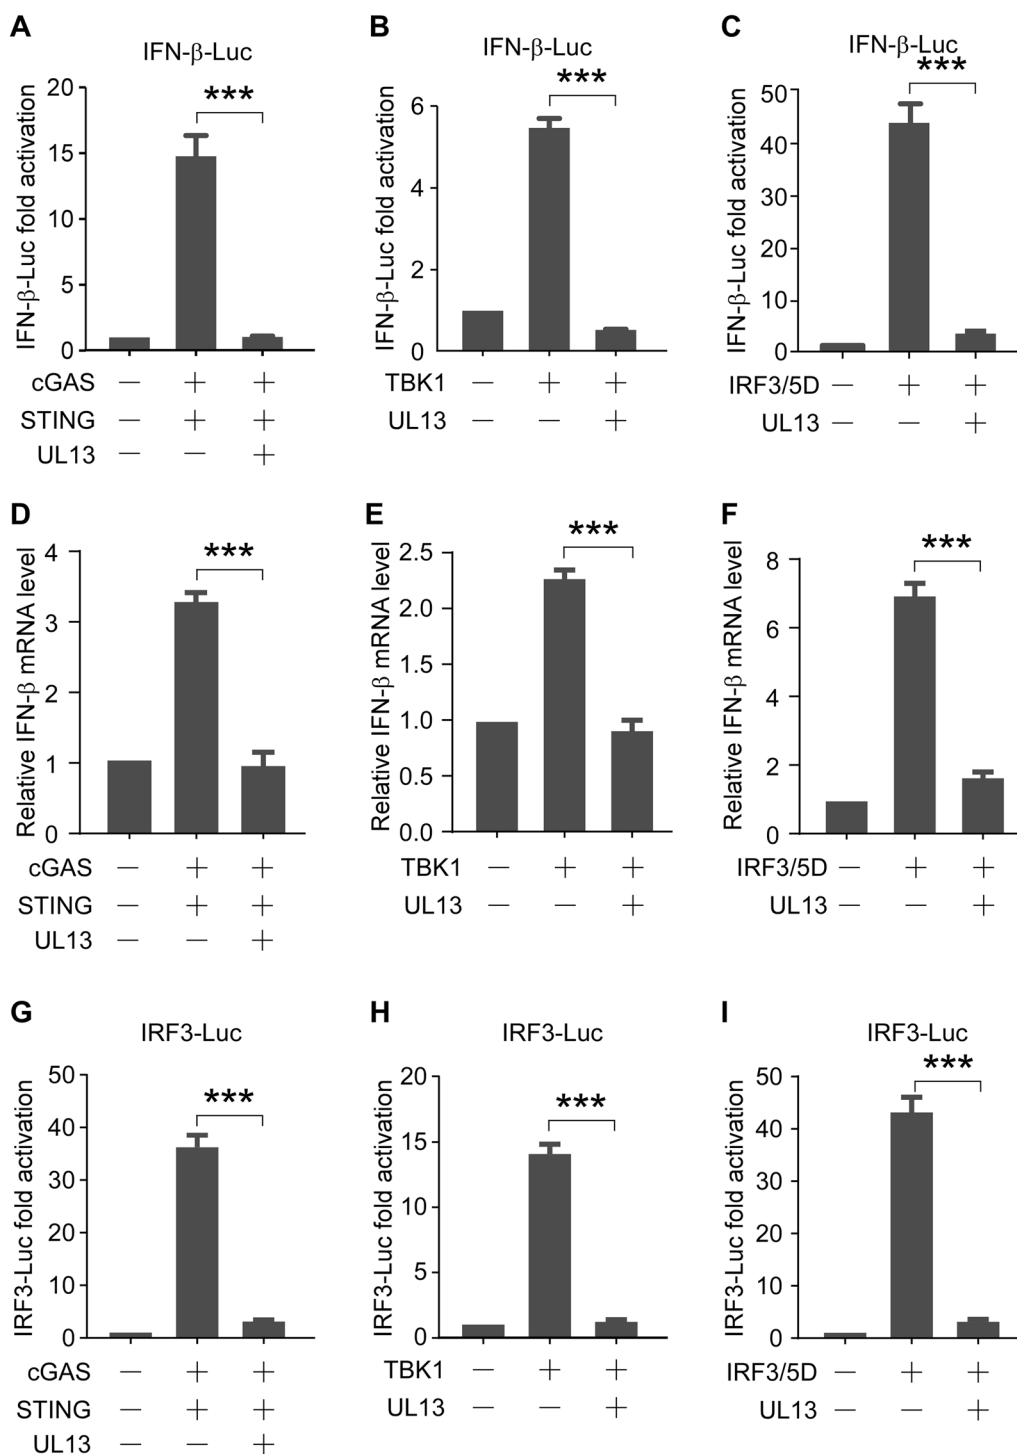 A
IFN-β-Luc
IFN-β-Luc fold activation
20
15
10
5
0
***
cGAS — + +
STING — + +
UL13 — — +
B
IFN-β-Luc
IFN-β-Luc fold activation
6
4
2
0
***
TBK1 — + +
UL13 — — +
C
IFN-β-Luc
IFN-β-Luc fold activation
50
40
30
20
10
0
***
IRF3/5D — + +
UL13 — — +
D
Relative IFN-β mRNA level
4
3
2
1
0
***
cGAS — + +
STING — + +
UL13 — — +
E
Relative IFN-β mRNA level
2.5
2.0
1.5
1.0
0.5
0.0
***
TBK1 — + +
UL13 — — +
F
Relative IFN-β mRNA level
8
6
4
2
0
***
IRF3/5D — + +
UL13 — — +
G
IRF3-Luc
IRF3-Luc fold activation
50
40
30
20
10
0
***
cGAS — + +
STING — + +
UL13 — — +
H
IRF3-Luc
IRF3-Luc fold activation
20
15
10
5
0
***
TBK1 — + +
UL13 — — +
I
IRF3-Luc
IRF3-Luc fold activation
50
40
30
20
10
0
***
IRF3/5D — + +
UL13 — — +